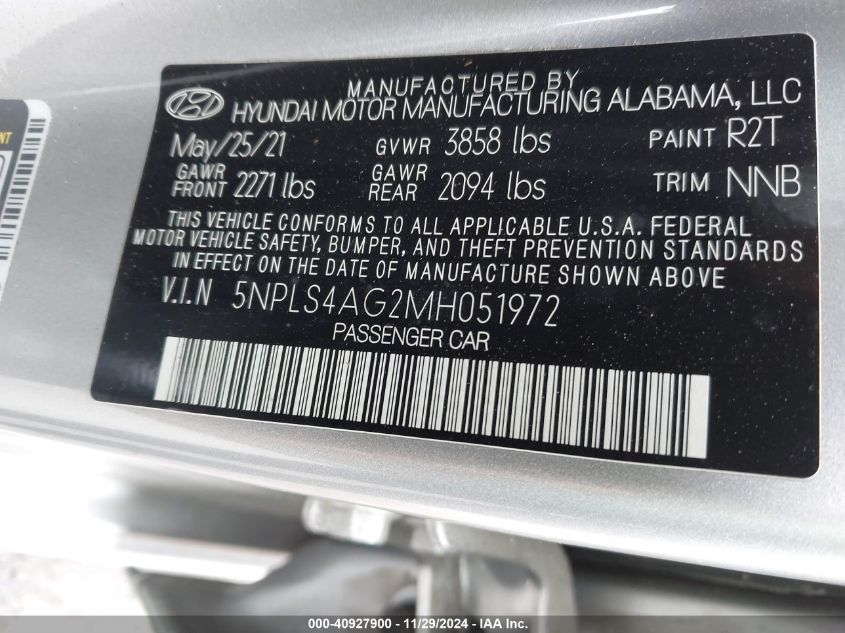 MANUFACTURED BY
HYUNDAI MOTOR MANUFACTURING ALABAMA, LLC
May/25/21 GVWR 3858 lbs PAINT R2T
GAWR FRONT 2271 lbs GAWR REAR 2094 lbs TRIM NNB
THIS VEHICLE CONFORMS TO ALL APPLICABLE U.S.A. FEDERAL
MOTOR VEHICLE SAFETY, BUMPER, AND THEFT PREVENTION STANDARDS
IN EFFECT ON THE DATE OF MANUFACTURE SHOWN ABOVE
V.I.N 5NPLS4AG2MH051972
PASSENGER CAR
000-40927900 - 11/29/2024 - IAA Inc.